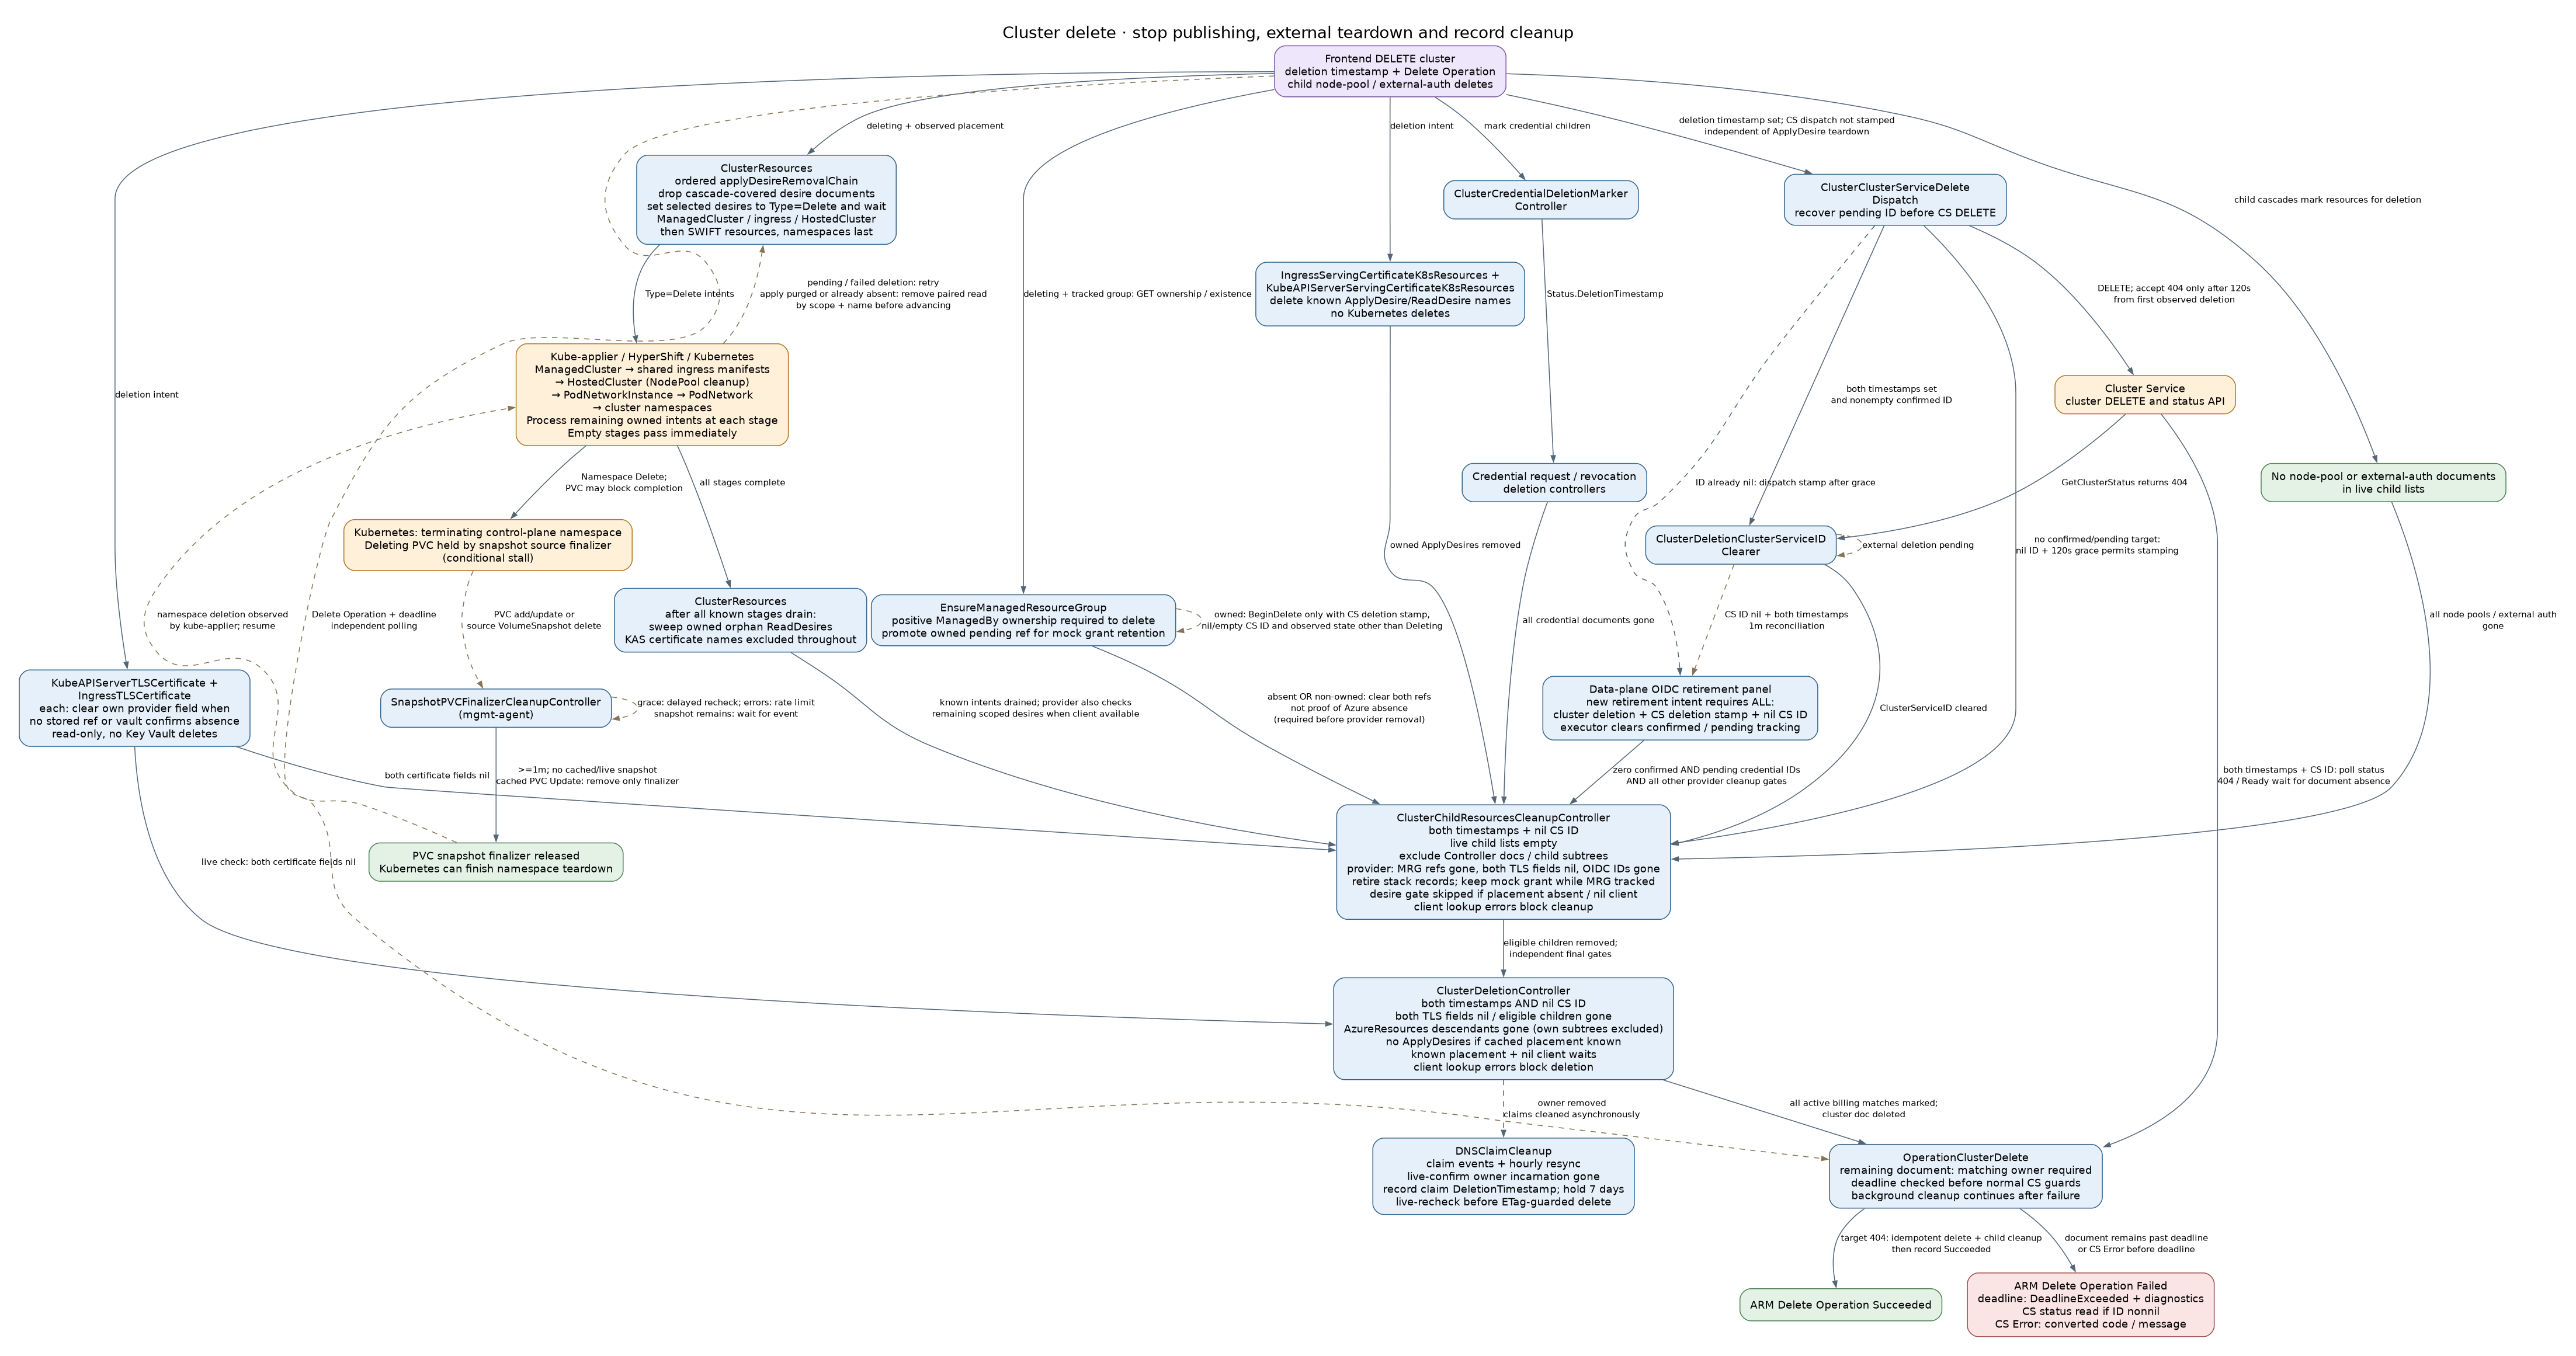 Cluster delete · stop publishing, external teardown and record cleanup
Frontend DELETE cluster
deletion timestamp + Delete Operation
child node-pool / external-auth deletes
deleting + observed placement
deletion intent
mark credential children
deletion timestamp set; CS dispatch not stamped
independent of ApplyDesire teardown
child cascades mark resources for deletion
ClusterResources
ordered applyDesireRemovalChain
drop cascade-covered desire documents
set selected desires to Type=Delete and wait
ManagedCluster / ingress / HostedCluster
then SWIFT resources, namespaces last
ClusterCredentialDeletionMarker
Controller
ClusterClusterServiceDelete
Dispatch
recover pending ID before CS DELETE
Type=Delete intents
pending / failed deletion: retry
apply purged or already absent: remove paired read
by scope + name before advancing
deleting + tracked group: GET ownership / existence
IngressServingCertificateK8sResources +
KubeAPIServerServingCertificateK8sResources
delete known ApplyDesire/ReadDesire names
no Kubernetes deletes
Status.DeletionTimestamp
DELETE; accept 404 only after 120s
from first observed deletion
deletion intent
Kube-applier / HyperShift / Kubernetes
ManagedCluster → shared ingress manifests
→ HostedCluster (NodePool cleanup)
→ PodNetworkInstance → PodNetwork
→ cluster namespaces
Process remaining owned intents at each stage
Empty stages pass immediately
both timestamps set
and nonempty confirmed ID
Cluster Service
cluster DELETE and status API
Namespace Delete;
PVC may block completion
all stages complete
Credential request / revocation
deletion controllers
ID already nil: dispatch stamp after grace
GetClusterStatus returns 404
No node-pool or external-auth documents
in live child lists
Kubernetes: terminating control-plane namespace
Deleting PVC held by snapshot source finalizer
(conditional stall)
owned ApplyDesires removed
ClusterDeletionClusterServiceID
Clearer
external deletion pending
no confirmed/pending target:
nil ID + 120s grace permits stamping
namespace deletion observed
by kube-applier; resume
Delete Operation + deadline
independent polling
PVC add/update or
source VolumeSnapshot delete
ClusterResources
after all known stages drain:
sweep owned orphan ReadDesires
KAS certificate names excluded throughout
EnsureManagedResourceGroup
positive ManagedBy ownership required to delete
promote owned pending ref for mock grant retention
owned: BeginDelete only with CS deletion stamp,
nil/empty CS ID and observed state other than Deleting
all credential documents gone
CS ID nil + both timestamps
1m reconciliation
all node pools / external auth
gone
KubeAPIServerTLSCertificate +
IngressTLSCertificate
each: clear own provider field when
no stored ref or vault confirms absence
read-only, no Key Vault deletes
SnapshotPVCFinalizerCleanupController
(mgmt-agent)
grace: delayed recheck; errors: rate limit
snapshot remains: wait for event
known intents drained; provider also checks
remaining scoped desires when client available
absent OR non-owned: clear both refs
not proof of Azure absence
(required before provider removal)
Data-plane OIDC retirement panel
new retirement intent requires ALL:
cluster deletion + CS deletion stamp + nil CS ID
executor clears confirmed / pending tracking
ClusterServiceID cleared
both certificate fields nil
>=1m; no cached/live snapshot
cached PVC Update: remove only finalizer
zero confirmed AND pending credential IDs
AND all other provider cleanup gates
both timestamps + CS ID: poll status
404 / Ready wait for document absence
live check: both certificate fields nil
PVC snapshot finalizer released
Kubernetes can finish namespace teardown
ClusterChildResourcesCleanupController
both timestamps + nil CS ID
live child lists empty
exclude Controller docs / child subtrees
provider: MRG refs gone, both TLS fields nil, OIDC IDs gone
retire stack records; keep mock grant while MRG tracked
desire gate skipped if placement absent / nil client
client lookup errors block cleanup
eligible children removed;
independent final gates
ClusterDeletionController
both timestamps AND nil CS ID
both TLS fields nil / eligible children gone
AzureResources descendants gone (own subtrees excluded)
no ApplyDesires if cached placement known
known placement + nil client waits
client lookup errors block deletion
owner removed
claims cleaned asynchronously
all active billing matches marked;
cluster doc deleted
DNSClaimCleanup
claim events + hourly resync
live-confirm owner incarnation gone
record claim DeletionTimestamp; hold 7 days
live-recheck before ETag-guarded delete
OperationClusterDelete
remaining document: matching owner required
deadline checked before normal CS guards
background cleanup continues after failure
target 404: idempotent delete + child cleanup
then record Succeeded
document remains past deadline
or CS Error before deadline
ARM Delete Operation Succeeded
ARM Delete Operation Failed
deadline: DeadlineExceeded + diagnostics
CS status read if ID nonnil
CS Error: converted code / message